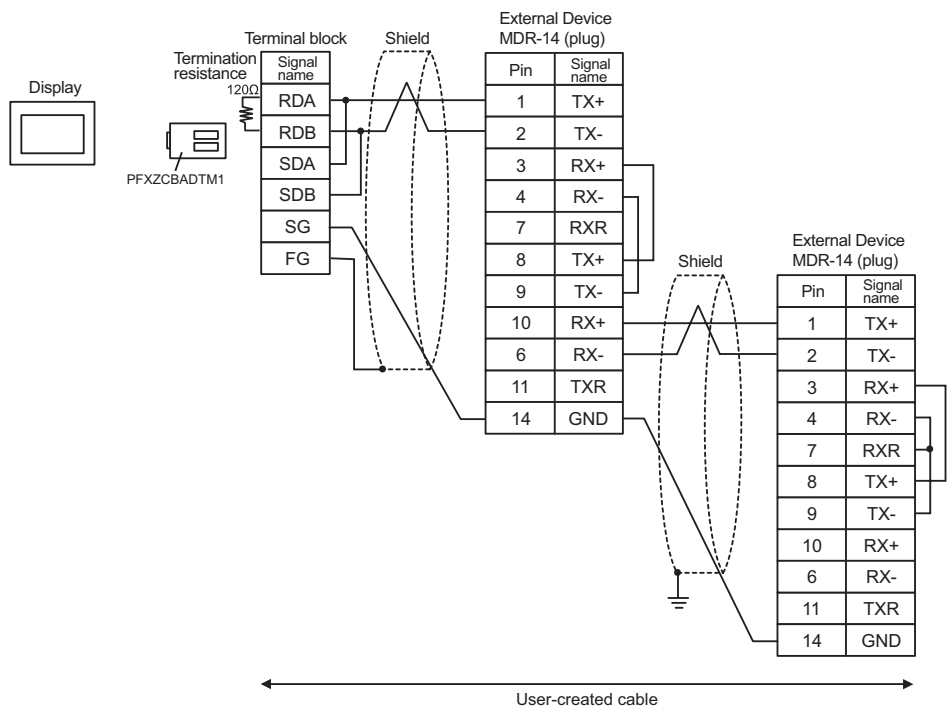 Display
PFXZCBADTM1
Termination
resistance
120Ω
Terminal block
Signal
name
RDA
RDB
SDA
SDB
SG
FG
Shield
External Device
MDR-14 (plug)
Pin Signal
name
1 TX+
2 TX-
3 RX+
4 RX-
7 RXR
8 TX+
9 TX-
10 RX+
6 RX-
11 TXR
14 GND
Shield
External Device
MDR-14 (plug)
Pin Signal
name
1 TX+
2 TX-
3 RX+
4 RX-
7 RXR
8 TX+
9 TX-
10 RX+
6 RX-
11 TXR
14 GND
User-created cable